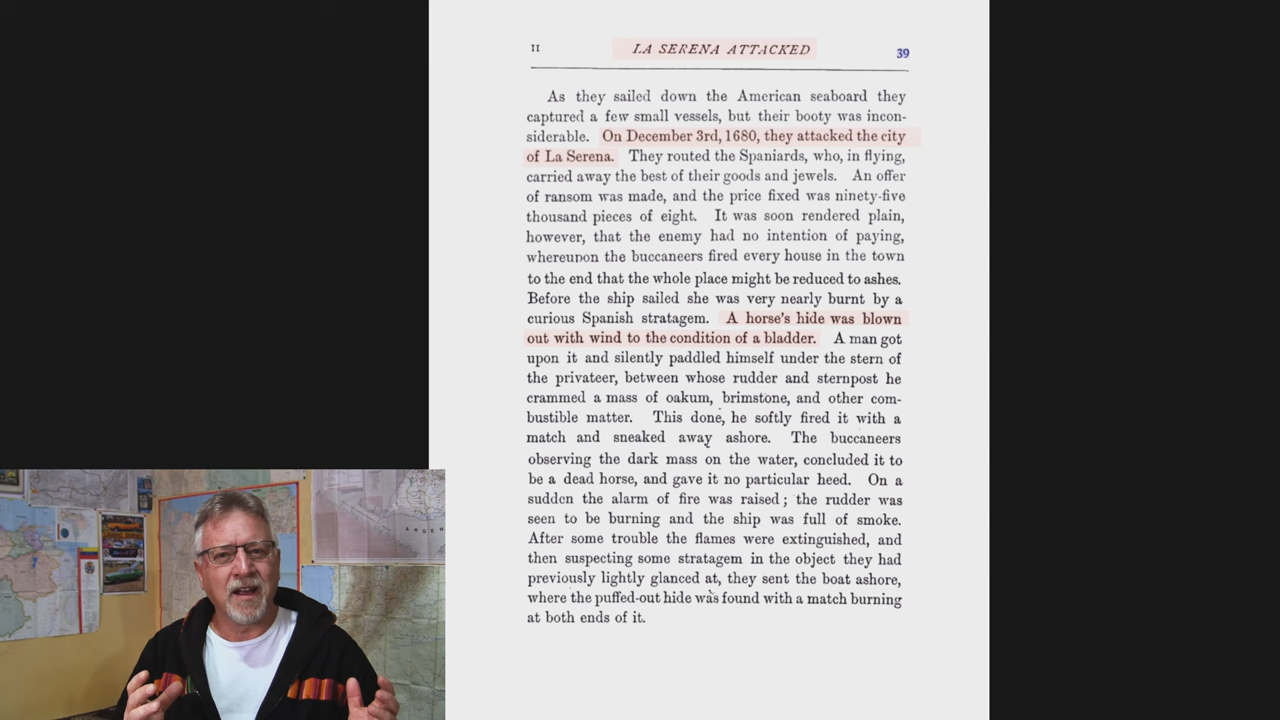 II
LA SERENA ATTACKED
39
As they sailed down the American seaboard they
captured a few small vessels, but their booty was incon-
siderable. On December 3rd, 1680, they attacked the city
of La Serena. They routed the Spaniards, who, in flying,
carried away the best of their goods and jewels. An offer
of ransom was made, and the price fixed was ninety-five
thousand pieces of eight. It was soon rendered plain,
however, that the enemy had no intention of paying,
whereupon the buccaneers fired every house in the town
to the end that the whole place might be reduced to ashes.
Before the ship sailed she was very nearly burnt by a
curious Spanish stratagem. A horse's hide was blown
out with wind to the condition of a bladder. A man got
upon it and silently paddled himself under the stern of
the privateer, between whose rudder and sternpost he
crammed a mass of oakum, brimstone, and other com-
bustible matter. This done, he softly fired it with a
match and sneaked away ashore. The buccaneers
observing the dark mass on the water, concluded it to
be a dead horse, and gave it no particular heed. On a
sudden the alarm of fire was raised; the rudder was
seen to be burning and the ship was full of smoke.
After some trouble the flames were extinguished, and
then suspecting some stratagem in the object they had
previously lightly glanced at, they sent the boat ashore,
where the puffed-out hide was found with a match burning
at both ends of it.